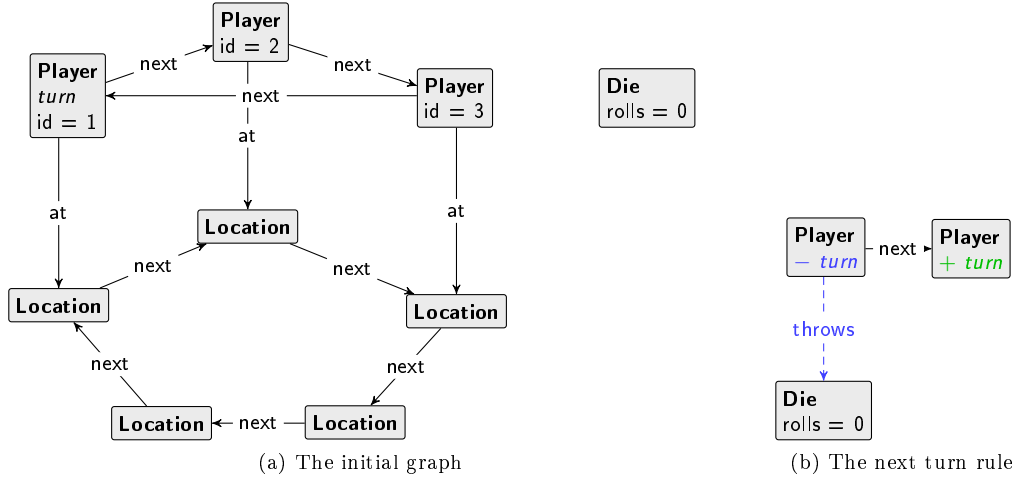 Player
id = 2
Player
turn
id = 1
next
next
Player
id = 3
next
Die
rolls = 0
at
at
at
Location
next
next
Location
Location
next
next
Location
next
Location
(a) The initial graph
Player
− turn
next
Player
+ turn
throws
Die
rolls = 0
(b) The next turn rule